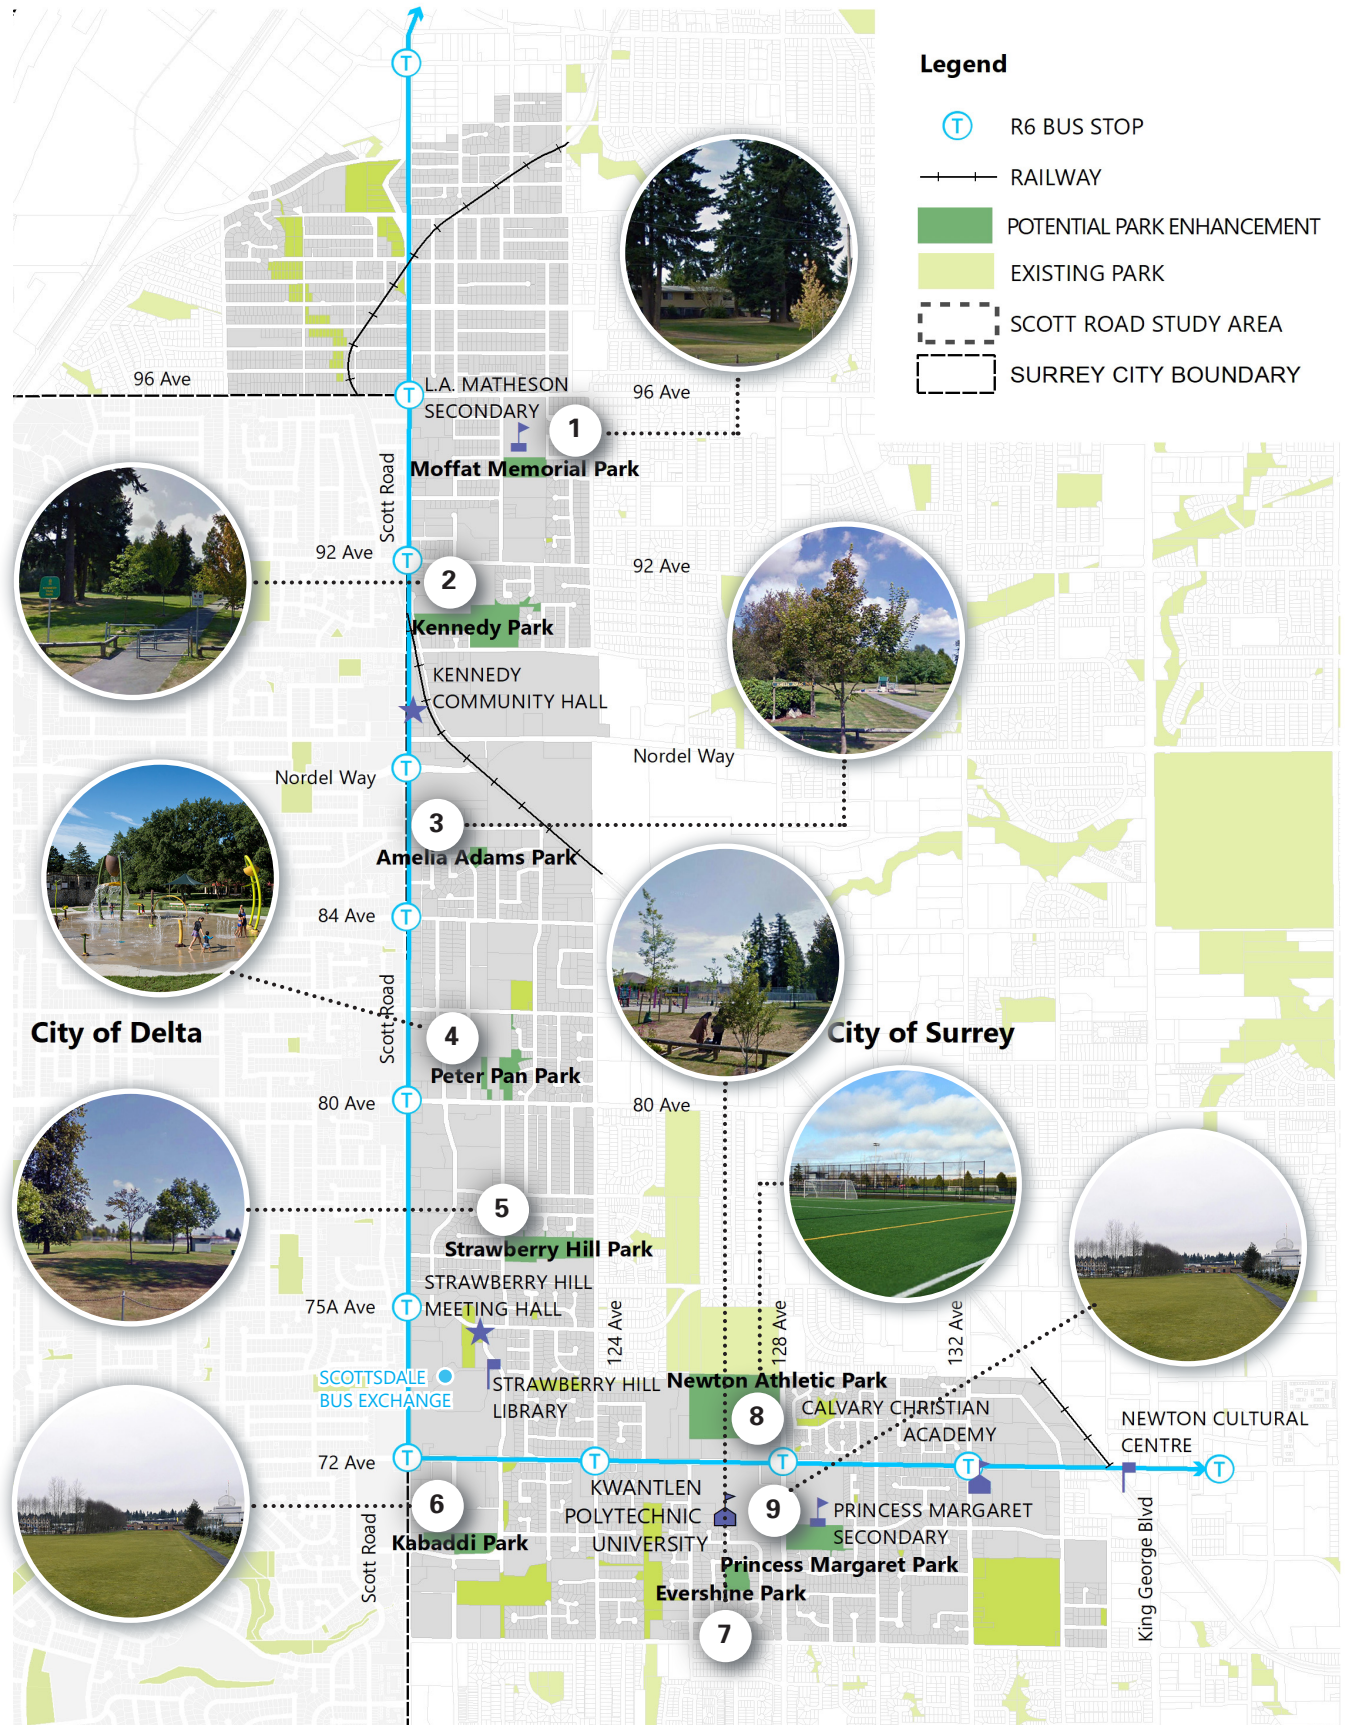 Legend
T R6 BUS STOP
RAILWAY
POTENTIAL PARK ENHANCEMENT
EXISTING PARK
SCOTT ROAD STUDY AREA
SURREY CITY BOUNDARY
T
96 Ave
T
L.A. MATHESON
SECONDARY
96 Ave
1
Moffat Memorial Park
Scott Road
92 Ave
T
92 Ave
2
Kennedy Park
KENNEDY
COMMUNITY HALL
Nordel Way
T
Nordel Way
3
Amelia Adams Park
84 Ave
T
Scott Road
City of Delta
4
City of Surrey
Peter Pan Park
80 Ave
T
80 Ave
5
Strawberry Hill Park
STRAWBERRY HILL
MEETING HALL
75A Ave
T
124 Ave
128 Ave
132 Ave
SCOTTSDALE
BUS EXCHANGE
STRAWBERRY HILL
LIBRARY
Newton Athletic Park
8
CALVARY CHRISTIAN
ACADEMY
NEWTON CULTURAL
CENTRE
72 Ave
T
T
T
T
T
6
Kabaddi Park
KWANTLEN
POLYTECHNIC
UNIVERSITY
9
PRINCESS MARGARET
SECONDARY
Princess Margaret Park
Evershine Park
7
Scott Road
King George Blvd